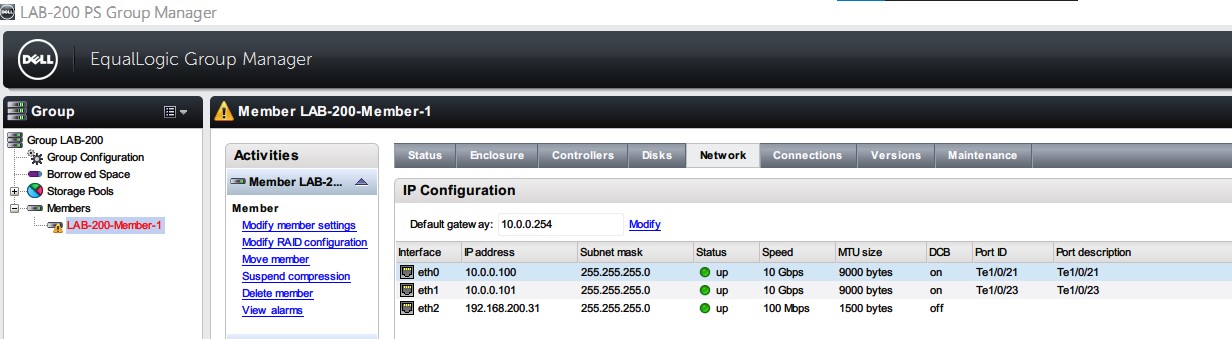 DELL LAB-200 PS Group Manager
DELL EqualLogic Group Manager
Group
Group LAB-200
Group Configuration
Borrowed Space
Storage Pools
Members
LAB-200-Member-1
Member LAB-200-Member-1
Activities
Member LAB-2...
Member
Modify member settings
Modify RAID configuration
Move member
Suspend compression
Delete member
View alarms
Status Enclosure Controllers Disks Network Connections Versions Maintenance
IP Configuration
Default gateway: 10.0.0.254 Modify
Interface IP address Subnet mask Status Speed MTU size DCB Port ID Port description
eth0 10.0.0.100 255.255.255.0 up 10 Gbps 9000 bytes on Te1/0/21 Te1/0/21
eth1 10.0.0.101 255.255.255.0 up 10 Gbps 9000 bytes on Te1/0/23 Te1/0/23
eth2 192.168.200.31 255.255.255.0 up 100 Mbps 1500 bytes off